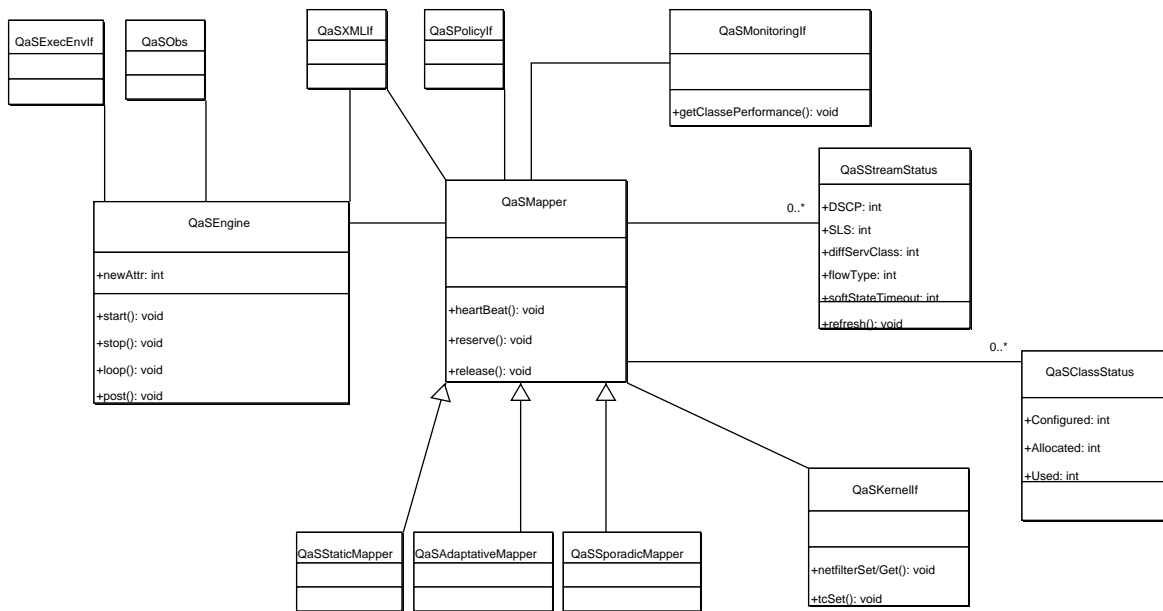 QaSExecEnvIf
QaSObs
QaSXMLIf
QaSPolicyIf
QaSMonitoringIf
+getClassePerformance(): void
QaSEngine
+newAttr: int
+start(): void
+stop(): void
+loop(): void
+post(): void
QaSMapper
+heartBeat(): void
+reserve(): void
+release(): void
0..*
QaSStreamStatus
+DSCP: int
+SLS: int
+diffServClass: int
+flowType: int
+softStateTimeout: int
+refresh(): void
0..*
QaSClassStatus
+Configured: int
+Allocated: int
+Used: int
QaSStaticMapper
QaSAdaptativeMapper
QaSSporadicMapper
QaSKernelIf
+netfilterSet/Get(): void
+tcSet(): void